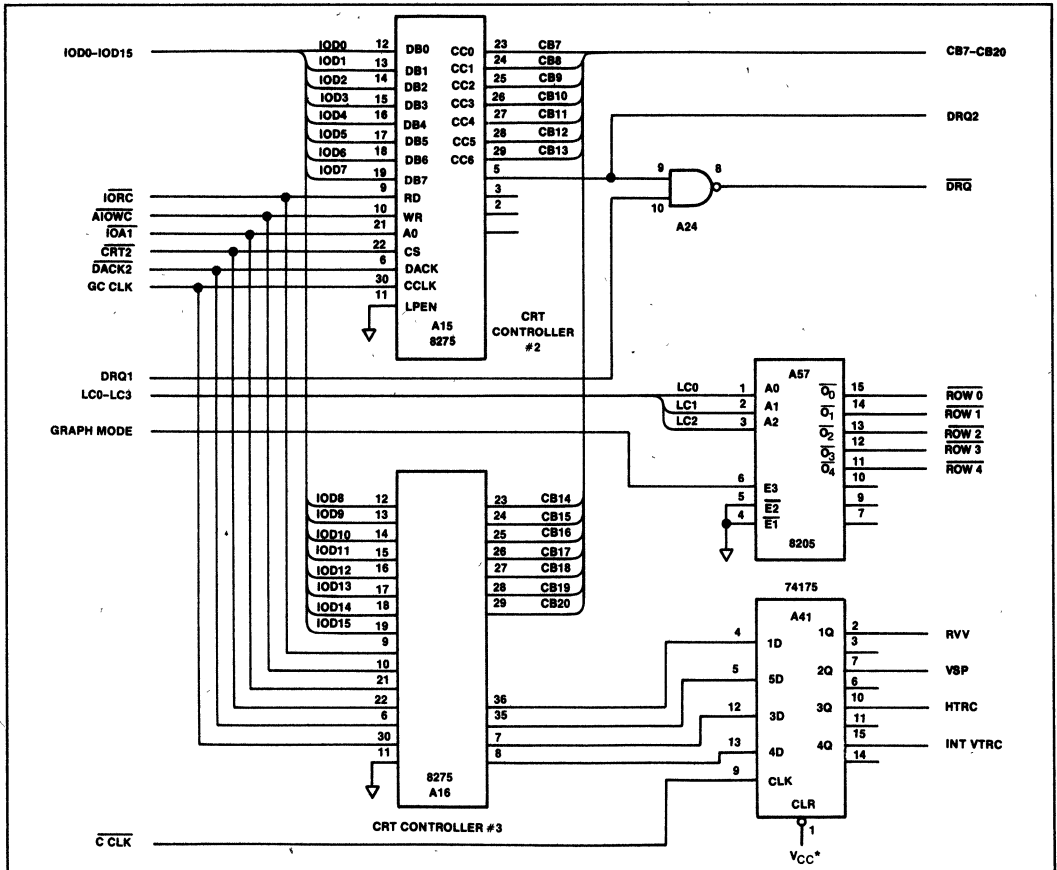 IOD0-IOD15
IOD0 12 DB0 CC0 23 CB7
IOD1 13 DB1 CC1 24 CB8
IOD2 14 DB2 CC2 25 CB9
IOD3 15 DB3 CC3 26 CB10
IOD4 16 DB4 CC4 27 CB11
IOD5 17 DB5 CC5 28 CB12
IOD6 18 DB6 CC6 29 CB13
IOD7 19 DB7 5
CB7-CB20
DRQ2
9 8
10
A24
DRQ
IORC 9 RD 3
AIOWC 10 WR 2
IOA1 21 A0
CRT2 22 CS
DACK2 6 DACK
GC CLK 30 CCLK
11 LPEN
A15
8275
CRT
CONTROLLER
#2
DRQ1
LC0-LC3
GRAPH MODE
A57
LC0 1 A0 O0 15 ROW 0
LC1 2 A1 O1 14 ROW 1
LC2 3 A2 O2 13 ROW 2
O3 12 ROW 3
O4 11 ROW 4
6 E3 10
5 E2 9
4 E1 7
8205
IOD8 12 23 CB14
IOD9 13 24 CB15
IOD10 14 25 CB16
IOD11 15 26 CB17
IOD12 16 27 CB18
IOD13 17 28 CB19
IOD14 18 29 CB20
IOD15 19
9
10
21
22 36
6 35
30 7
11 8
8275
A16
CRT CONTROLLER #3
74175
A41
4 1D 1Q 2 RVV
3
5 5D 2Q 7 VSP
6
12 3D 3Q 10 HTRC
11
13 4D 4Q 15 INT VTRC
14
9 CLK
CLR
1
VCC*
C CLK